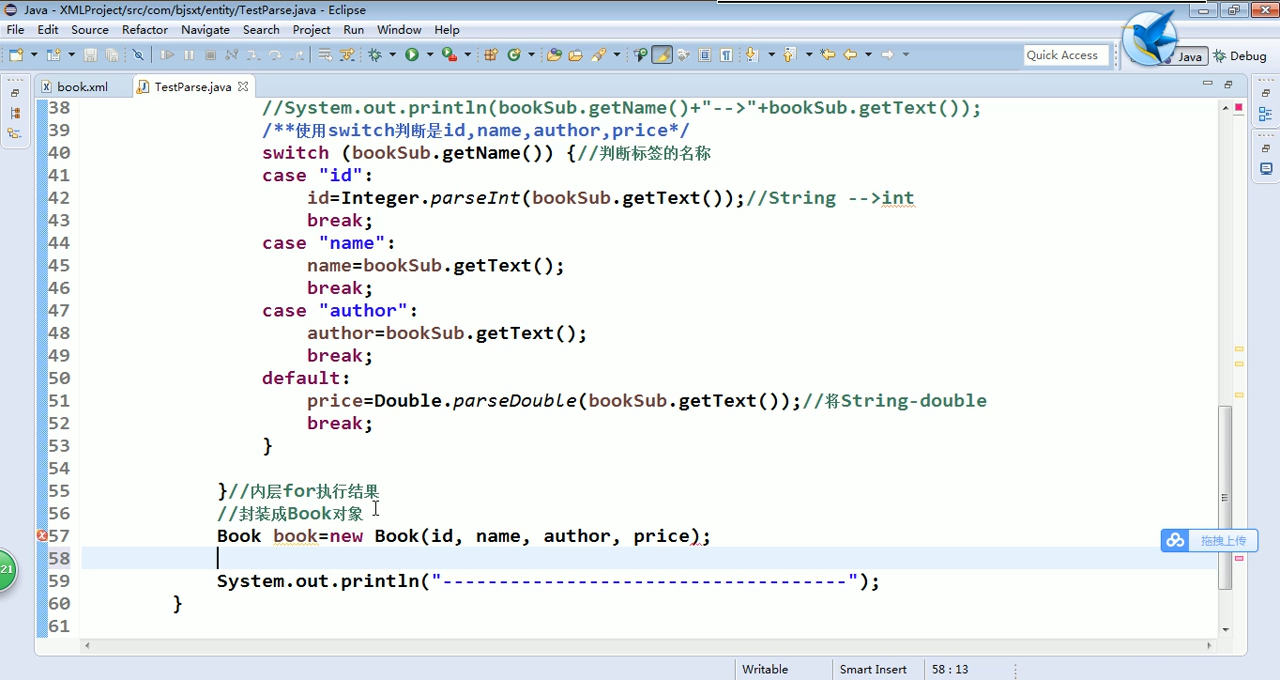 Java - XMLProject/src/com/bjsxt/entity/TestParse.java - Eclipse
File Edit Source Refactor Navigate Search Project Run Window Help
Quick Access Java Debug
book.xml TestParse.java
38 //System.out.println(bookSub.getName()+"-->"+bookSub.getText());
39 /**使用switch判断是id,name,author,price*/
40 switch (bookSub.getName()) {//判断标签的名称
41 case "id":
42 id=Integer.parseInt(bookSub.getText());//String -->int
43 break;
44 case "name":
45 name=bookSub.getText();
46 break;
47 case "author":
48 author=bookSub.getText();
49 break;
50 default:
51 price=Double.parseDouble(bookSub.getText());//将String-double
52 break;
53 }
54
55 }//内层for执行结果
56 //封装成Book对象
57 Book book=new Book(id, name, author, price);
58
59 System.out.println("------------------------------------");
60 }
61
拖拽上传
21
Writable Smart Insert 58 : 13